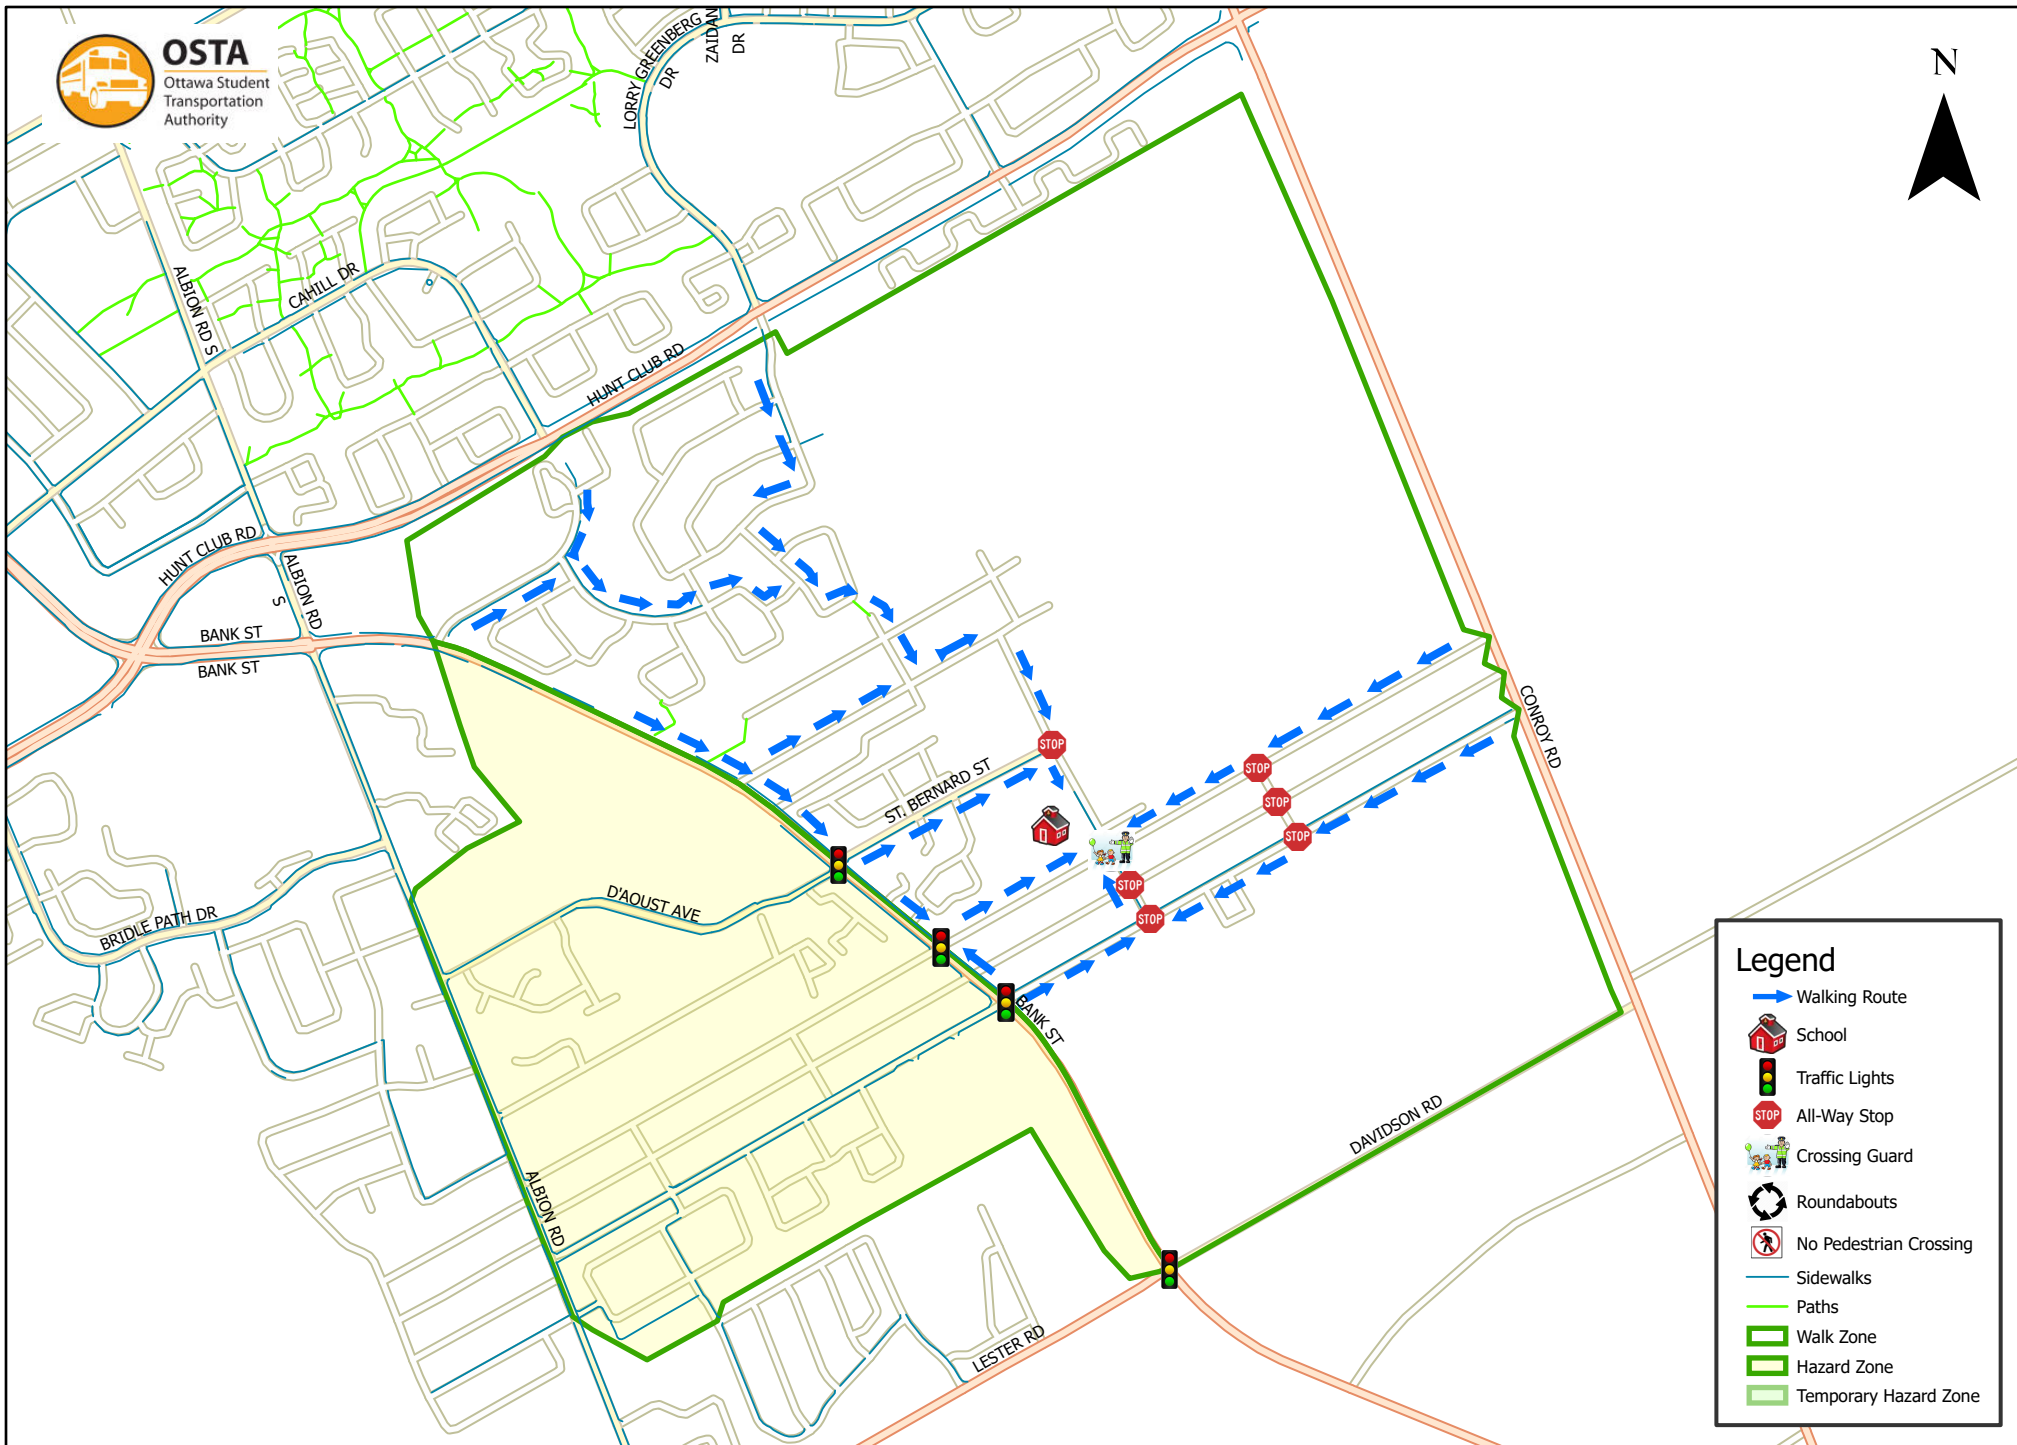 OSTA
Ottawa Student
Transportation
Authority
N
LORRY GREENBERG
DR
ZAIDAN
DR
ALBION RD S
CAHILL DR
HUNT CLUB RD
HUNT CLUB RD
ALBION RD
S
BANK ST
BANK ST
CONROY RD
STOP
ST. BERNARD ST
STOP
STOP
STOP
STOP
STOP
D'AOUST AVE
BRIDLE PATH DR
BANK ST
DAVIDSON RD
ALBION RD
LESTER RD
Legend
Walking Route
School
Traffic Lights
STOP
All-Way Stop
Crossing Guard
Roundabouts
No Pedestrian Crossing
Sidewalks
Paths
Walk Zone
Hazard Zone
Temporary Hazard Zone